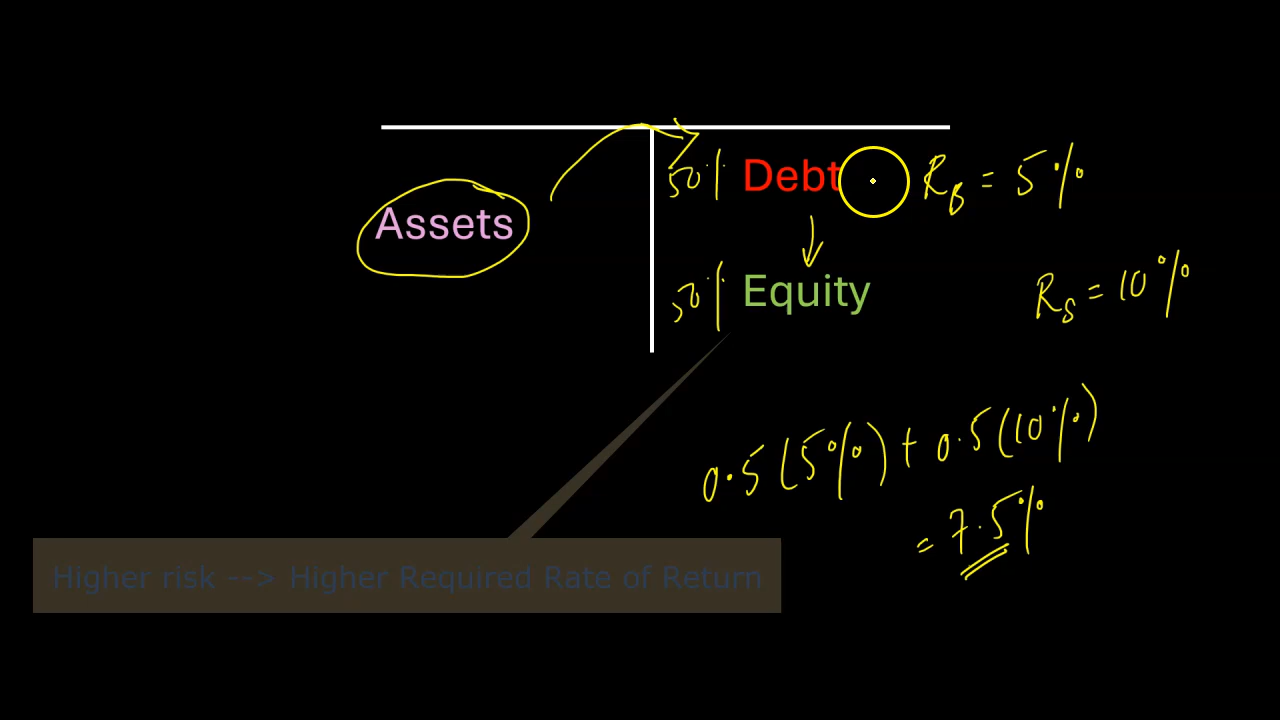 50% Debt R_B = 5%
Assets
50% Equity R_S = 10%
0.5(5%) + 0.5(10%)
= 7.5%
Higher risk --> Higher Required Rate of Return